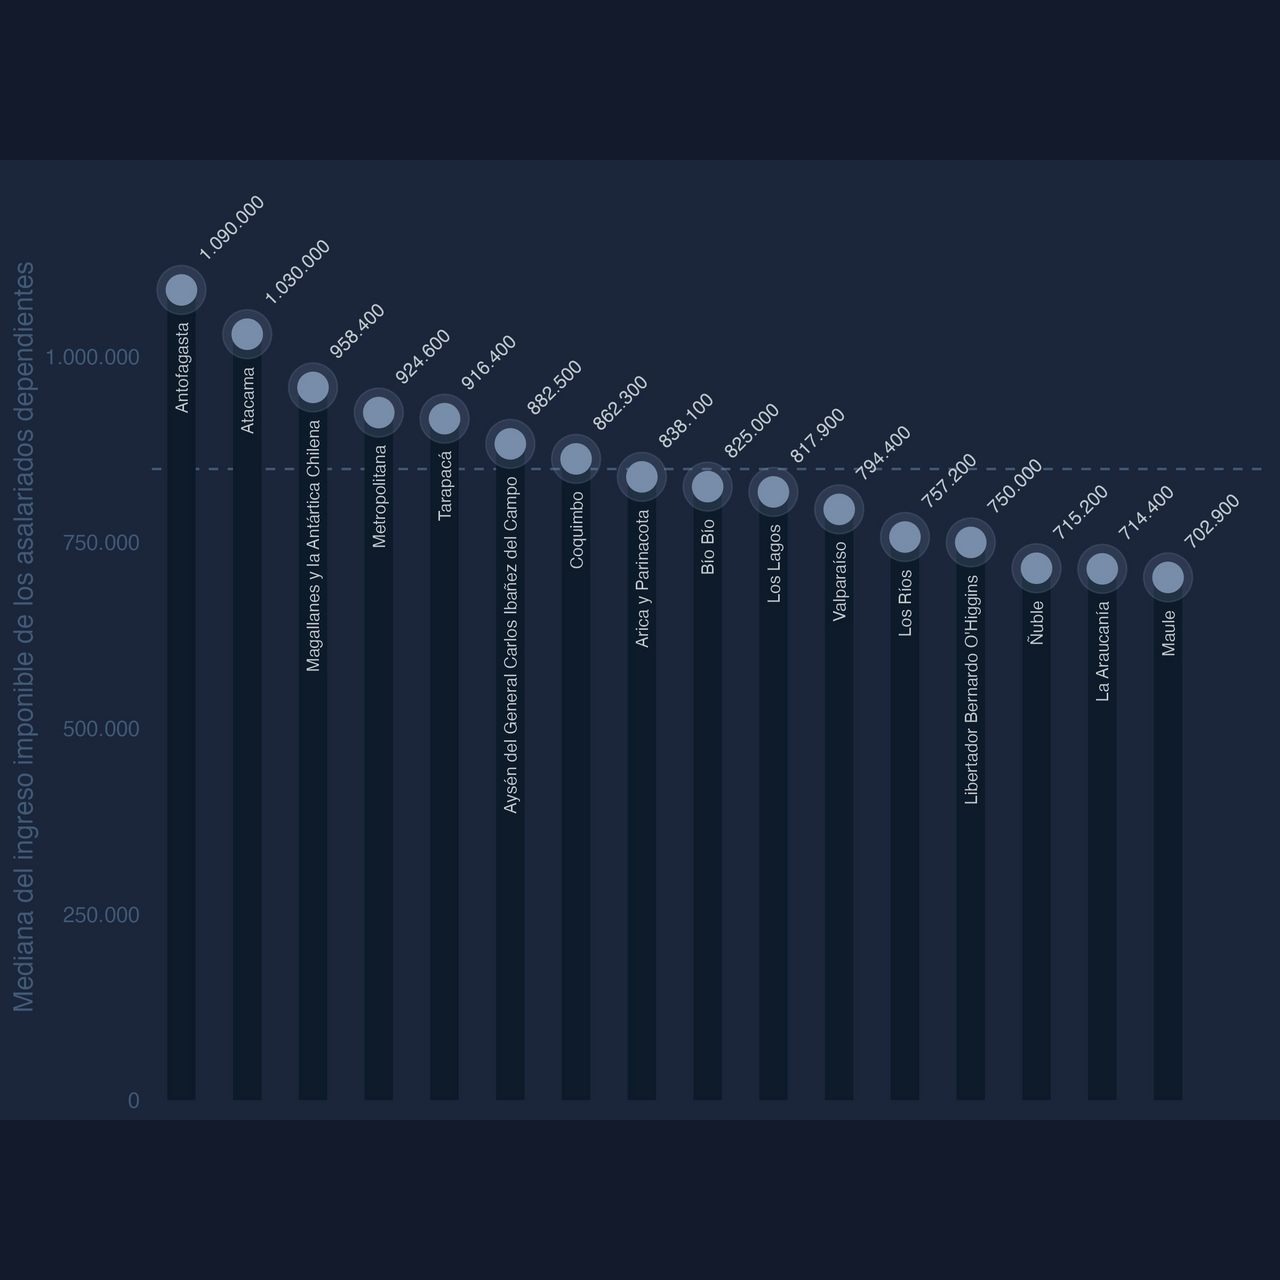 Mediana del ingreso imponible de los asalariados dependientes
1.000.000
750.000
500.000
250.000
0
1.090.000
Antofagasta
1.030.000
Atacama
958.400
Magallanes y la Antártica Chilena
924.600
Metropolitana
916.400
Tarapacá
882.500
Aysén del General Carlos Ibañez del Campo
862.300
Coquimbo
838.100
Arica y Parinacota
825.000
Bío Bío
817.900
Los Lagos
794.400
Valparaíso
757.200
Los Ríos
750.000
Libertador Bernardo O'Higgins
715.200
Ñuble
714.400
La Araucanía
702.900
Maule